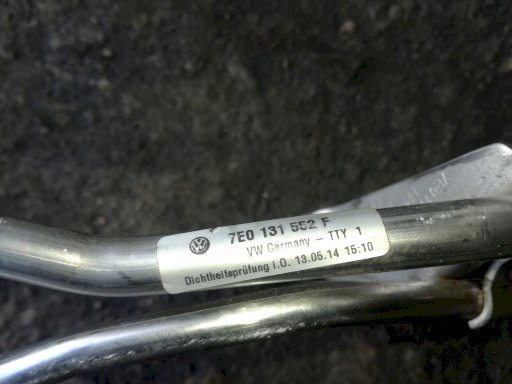 7E0 131 552 F
VW Germany - TTY 1
Dichtheitsprüfung i.O. 13.05.14 15:10